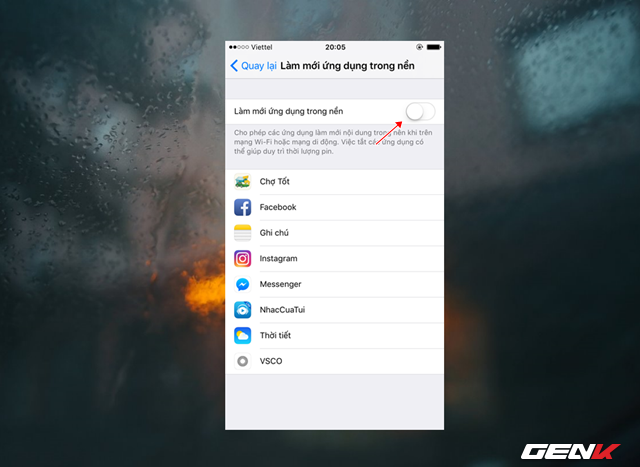 Viettel 20:05
Quay lại Làm mới ứng dụng trong nền
Làm mới ứng dụng trong nền
Cho phép các ứng dụng làm mới nội dung trong nền khi trên
mạng Wi-Fi hoặc mạng di động. Việc tắt các ứng dụng có
thể giúp duy trì thời lượng pin.
Chợ Tốt
Facebook
Ghi chú
Instagram
Messenger
NhacCuaTui
Thời tiết
VSCO
GENK